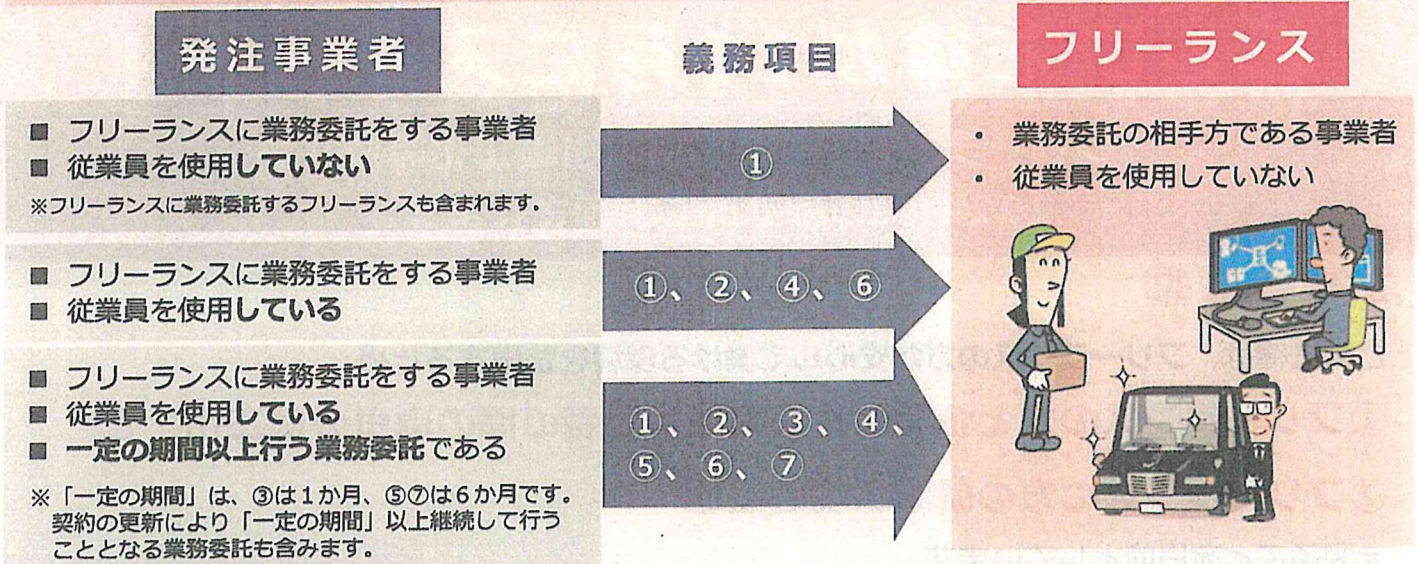 発注事業者
義務項目
フリーランス
■ フリーランスに業務委託をする事業者
■ 従業員を使用していない
※フリーランスに業務委託するフリーランスも含まれます。
①
・ 業務委託の相手方である事業者
・ 従業員を使用していない
■ フリーランスに業務委託をする事業者
■ 従業員を使用している
①、②、④、⑥
■ フリーランスに業務委託をする事業者
■ 従業員を使用している
■ 一定の期間以上行う業務委託である
※「一定の期間」は、③は1か月、⑤⑦は6か月です。
契約の更新により「一定の期間」以上継続して行う
こととなる業務委託も含みます。
①、②、③、④、
⑤、⑥、⑦